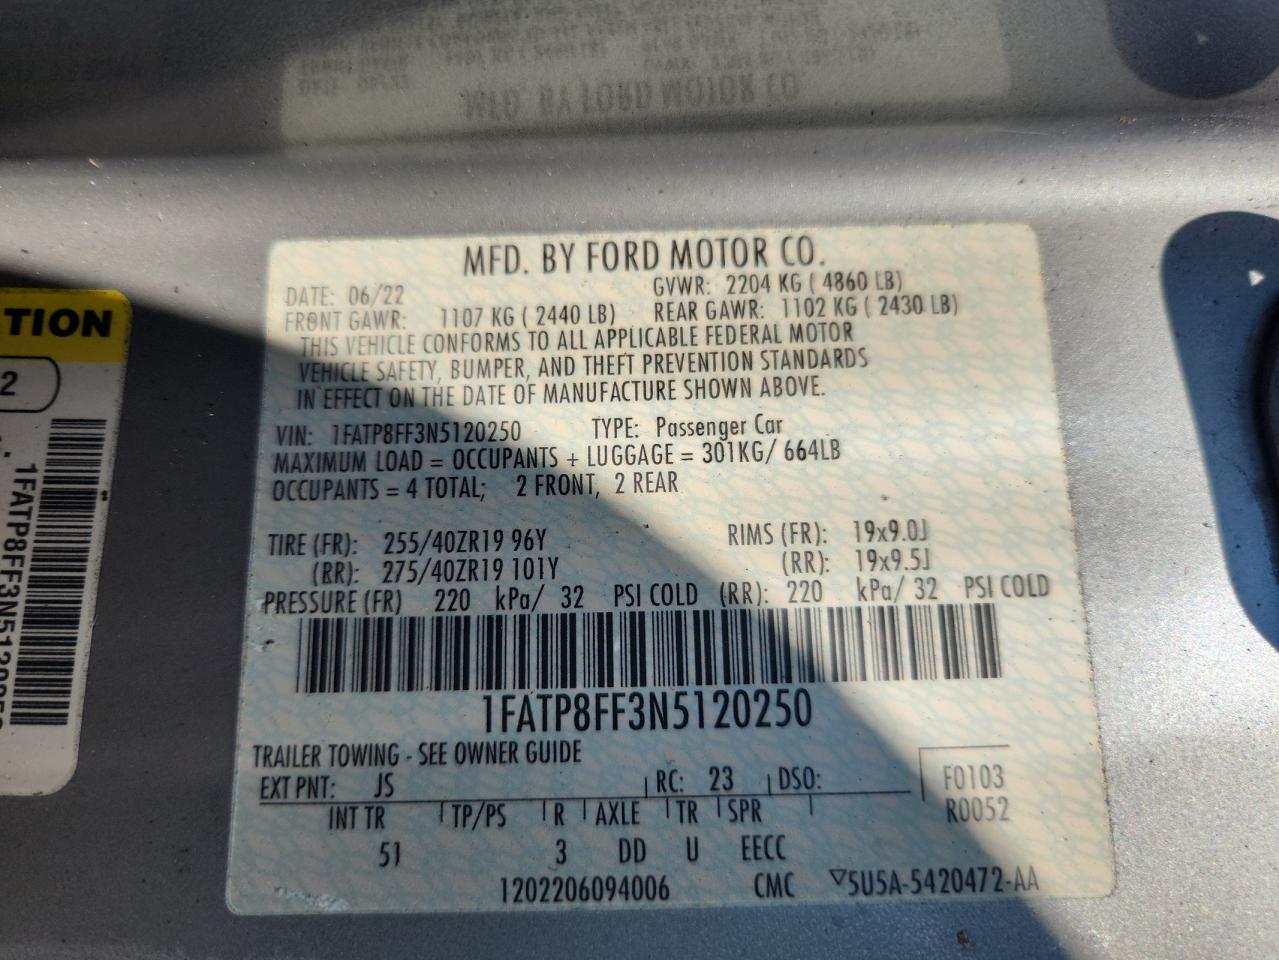 MFD. BY FORD MOTOR CO.
DATE: 06/22 GVWR: 2204 KG ( 4860 LB)
FRONT GAWR: 1107 KG ( 2440 LB) REAR GAWR: 1102 KG ( 2430 LB)
THIS VEHICLE CONFORMS TO ALL APPLICABLE FEDERAL MOTOR
VEHICLE SAFETY, BUMPER, AND THEFT PREVENTION STANDARDS
IN EFFECT ON THE DATE OF MANUFACTURE SHOWN ABOVE.
VIN: 1FATP8FF3N5120250 TYPE: Passenger Car
MAXIMUM LOAD = OCCUPANTS + LUGGAGE = 301KG/ 664LB
OCCUPANTS = 4 TOTAL; 2 FRONT, 2 REAR
TIRE (FR): 255/40ZR19 96Y RIMS (FR): 19x9.0J
(RR): 275/40ZR19 101Y (RR): 19x9.5J
PRESSURE (FR) 220 kPa/ 32 PSI COLD (RR): 220 kPa/ 32 PSI COLD
1FATP8FF3N5120250
TRAILER TOWING - SEE OWNER GUIDE
EXT PNT: JS RC: 23 DSO: F0103
INT TR TP/PS R AXLE TR SPR R0052
51 3 DD U EECC
1202206094006 CMC ▽5U5A-5420472-AA
TION
2
1FATP8FF3N5120250
MFD. BY FORD MOTOR CO.